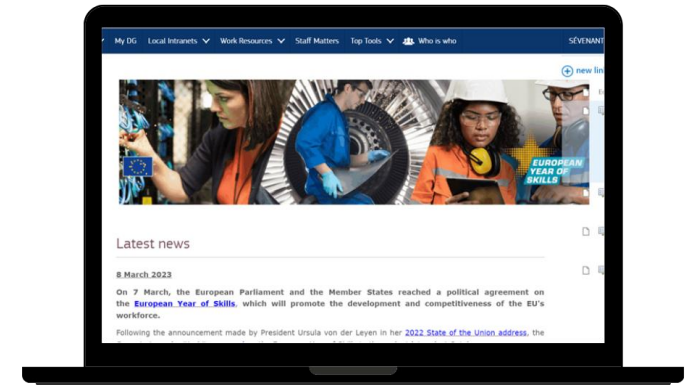 My DG Local Intranets Work Resources Staff Matters Top Tools Who is who SÉVENANT
new lin
EUROPEAN
YEAR OF
SKILLS
Latest news
8 March 2023
On 7 March, the European Parliament and the Member States reached a political agreement on
the European Year of Skills, which will promote the development and competitiveness of the EU's
workforce.
Following the announcement made by President Ursula von der Leyen in her 2022 State of the Union address, the